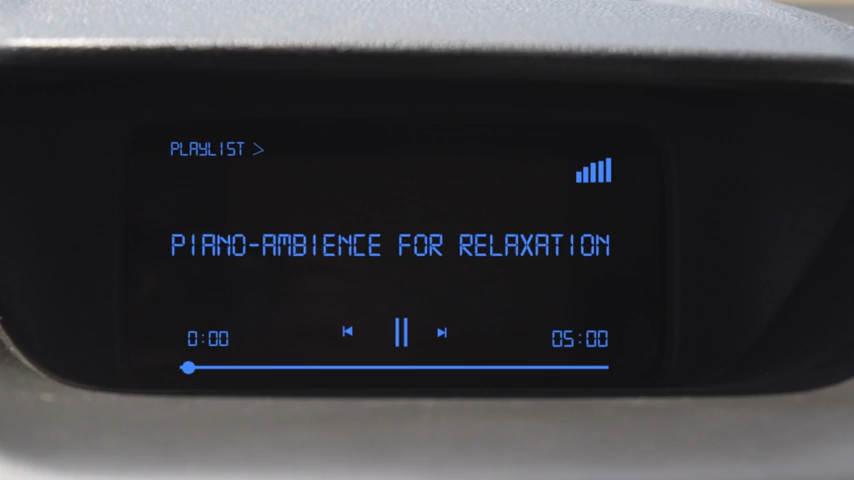 PLAYLIST >
PIANO-AMBIENCE FOR RELAXATION
0:00
05:00